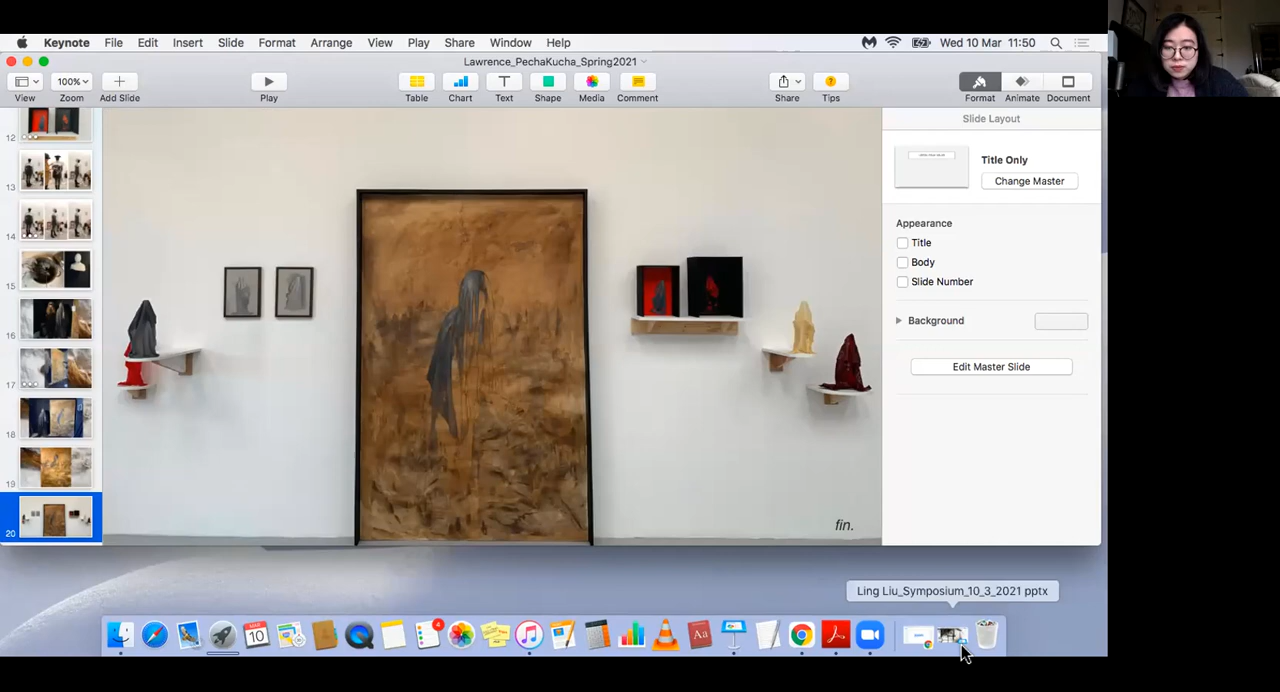 Keynote File Edit Insert Slide Format Arrange View Play Share Window Help Wed 10 Mar 11:50
Lawrence_PechaKucha_Spring2021
100%
View Zoom Add Slide Play Table Chart Text Shape Media Comment Share Tips Format Animate Document
Slide Layout
Title Only
Change Master
Appearance
Title
Body
Slide Number
Background
Edit Master Slide
12
13
14
15
16
17
18
19
20
fin.
Ling Liu_Symposium_10_3_2021 pptx
10
4
Aa